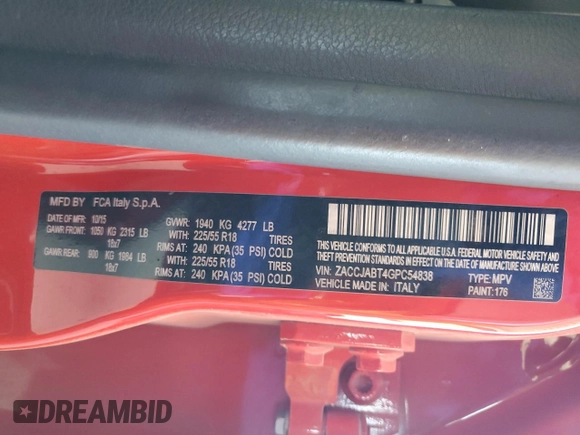 MFD BY FCA Italy S.p.A.
DATE OF MFR: 10/15
GAWR FRONT: 1050 KG 2315 LB
18x7
GAWR REAR: 900 KG 1984 LB
18x7
GVWR: 1940 KG 4277 LB
WITH: 225/55 R18 TIRES
RIMS AT: 240 KPA (35 PSI) COLD
WITH: 225/55 R18 TIRES
RIMS AT: 240 KPA (35 PSI) COLD
THIS VEHICLE CONFORMS TO ALL APPLICABLE U.S.A. FEDERAL MOTOR VEHICLE SAFETY AND THEFT
PREVENTION STANDARDS IN EFFECT ON THE DATE OF MANUFACTURE SHOWN ABOVE.
VIN: ZACCJABT4GPC54838 TYPE: MPV
VEHICLE MADE IN: ITALY PAINT: 176
DREAMBID